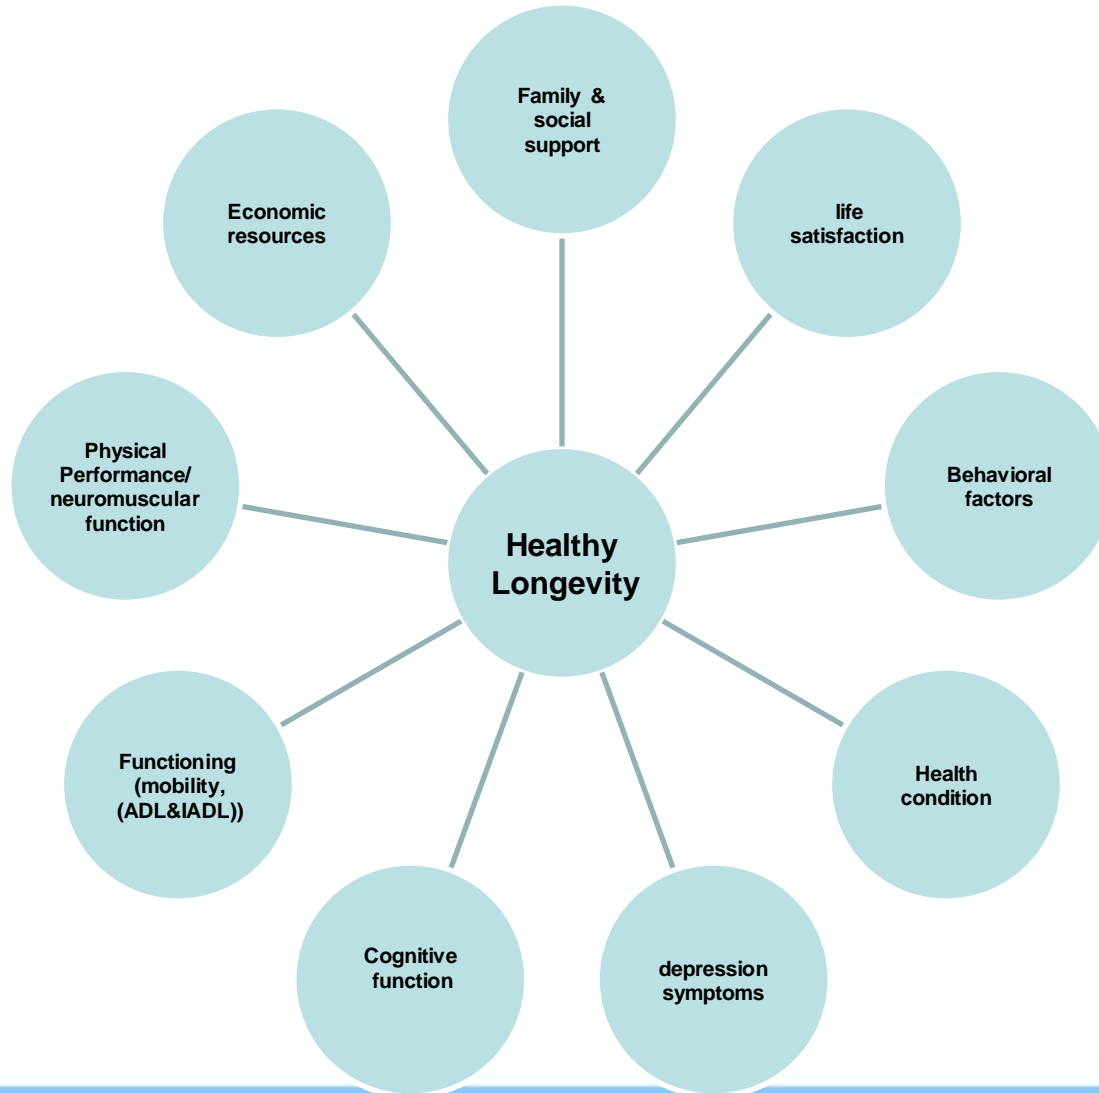 Family &
social
support
life
satisfaction
Behavioral
factors
Health
condition
depression
symptoms
Cognitive
function
Functioning
(mobility,
(ADL&IADL))
Physical
Performance/
neuromuscular
function
Economic
resources
Healthy
Longevity